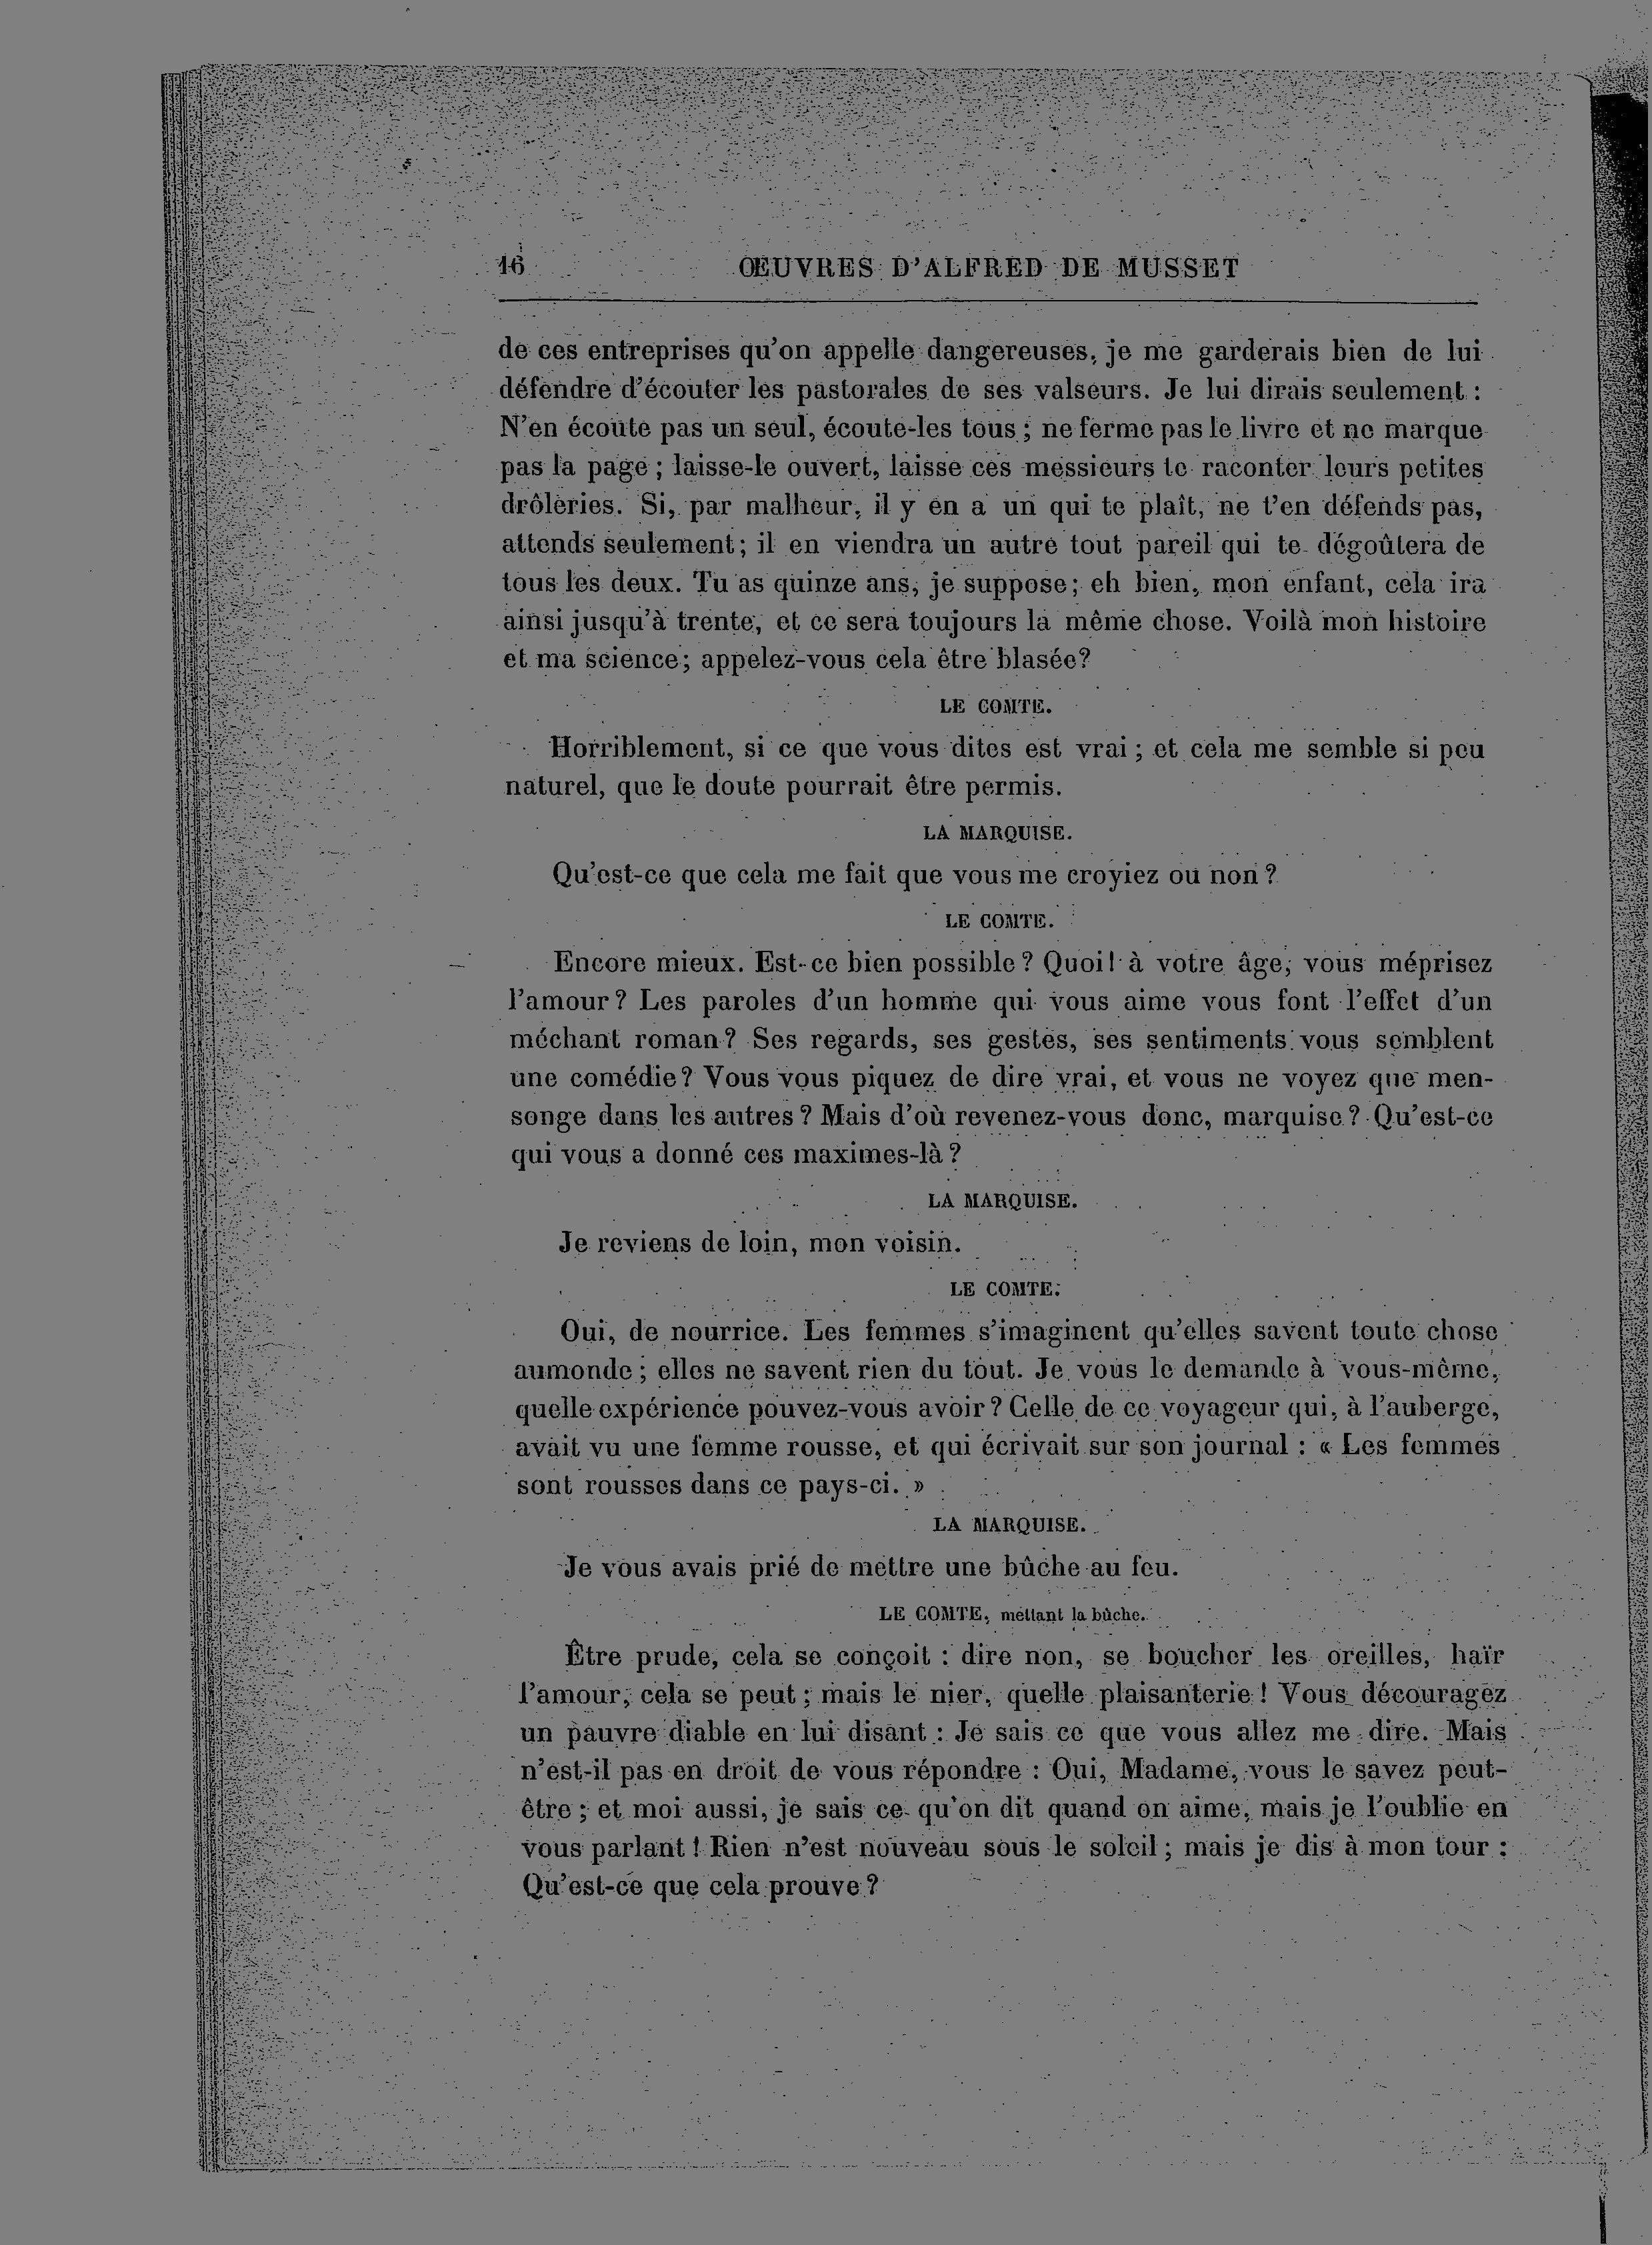 16 ŒUVRES D'ALFRED DE MUSSET
de ces entreprises qu'on appelle dangereuses, je me garderais bien de lui
défendre d'écouter les pastorales de ses valseurs. Je lui dirais seulement :
N'en écoute pas un seul, écoute-les tous ; ne ferme pas le livre et ne marque
pas la page ; laisse-le ouvert, laisse ces messieurs te raconter leurs petites
drôleries. Si, par malheur, il y en a un qui te plaît, ne t'en défends pas,
attends seulement ; il en viendra un autre tout pareil qui te dégoûtera de
tous les deux. Tu as quinze ans, je suppose ; eh bien, mon enfant, cela ira
ainsi jusqu'à trente, et ce sera toujours la même chose. Voilà mon histoire
et ma science ; appelez-vous cela être blasée ?
LE COMTE.
Horriblement, si ce que vous dites est vrai ; et cela me semble si peu
naturel, que le doute pourrait être permis.
LA MARQUISE.
Qu'est-ce que cela me fait que vous me croyiez ou non ?
LE COMTE.
Encore mieux. Est-ce bien possible ? Quoi ! à votre âge, vous méprisez
l'amour ? Les paroles d'un homme qui vous aime vous font l'effet d'un
méchant roman ? Ses regards, ses gestes, ses sentiments vous semblent
une comédie ? Vous vous piquez de dire vrai, et vous ne voyez que men-
songe dans les autres ? Mais d'où revenez-vous donc, marquise ? Qu'est-ce
qui vous a donné ces maximes-là ?
LA MARQUISE.
Je reviens de loin, mon voisin.
LE COMTE.
Oui, de nourrice. Les femmes s'imaginent qu'elles savent toute chose
aumonde ; elles ne savent rien du tout. Je vous le demande à vous-même,
quelle expérience pouvez-vous avoir ? Celle de ce voyageur qui, à l'auberge,
avait vu une femme rousse, et qui écrivait sur son journal : « Les femmes
sont rousses dans ce pays-ci. »
LA MARQUISE.
Je vous avais prié de mettre une bûche au feu.
LE COMTE, mettant la bûche.
Être prude, cela se conçoit : dire non, se boucher les oreilles, haïr
l'amour, cela se peut ; mais le nier, quelle plaisanterie ! Vous découragez
un pauvre diable en lui disant : Je sais ce que vous allez me dire. Mais
n'est-il pas en droit de vous répondre : Oui, Madame, vous le savez peut-
être ; et moi aussi, je sais ce qu'on dit quand on aime, mais je l'oublie en
vous parlant ! Rien n'est nouveau sous le soleil ; mais je dis à mon tour :
Qu'est-ce que cela prouve ?